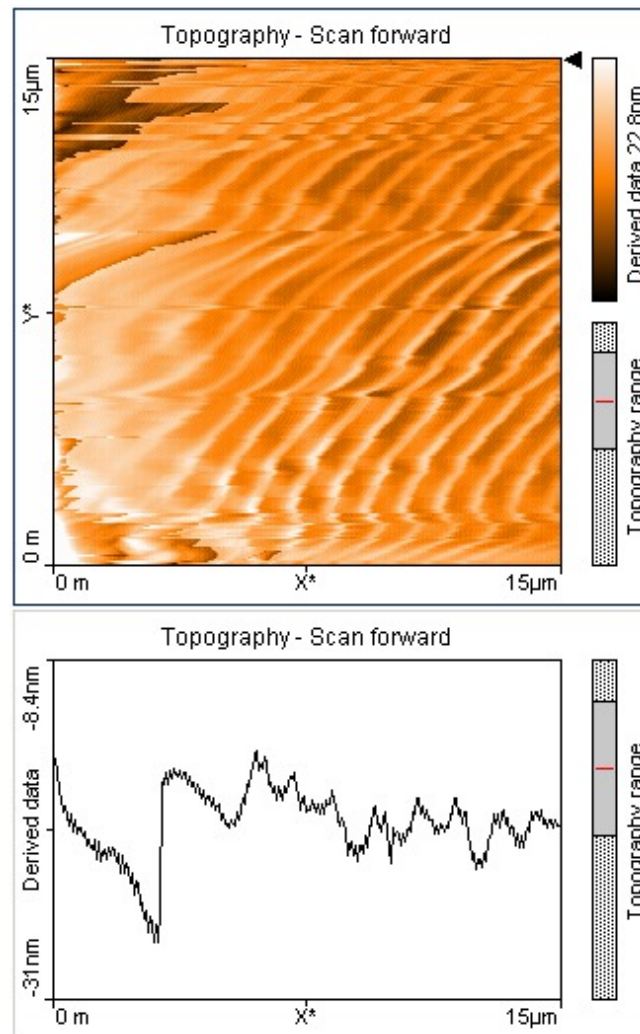 Topography - Scan forward
15µm
Y*
0 m
0 m
X*
15µm
Derived data 22.8nm
Topography range
Topography - Scan forward
-8.4nm
Derived data
-31nm
0 m
X*
15µm
Topography range